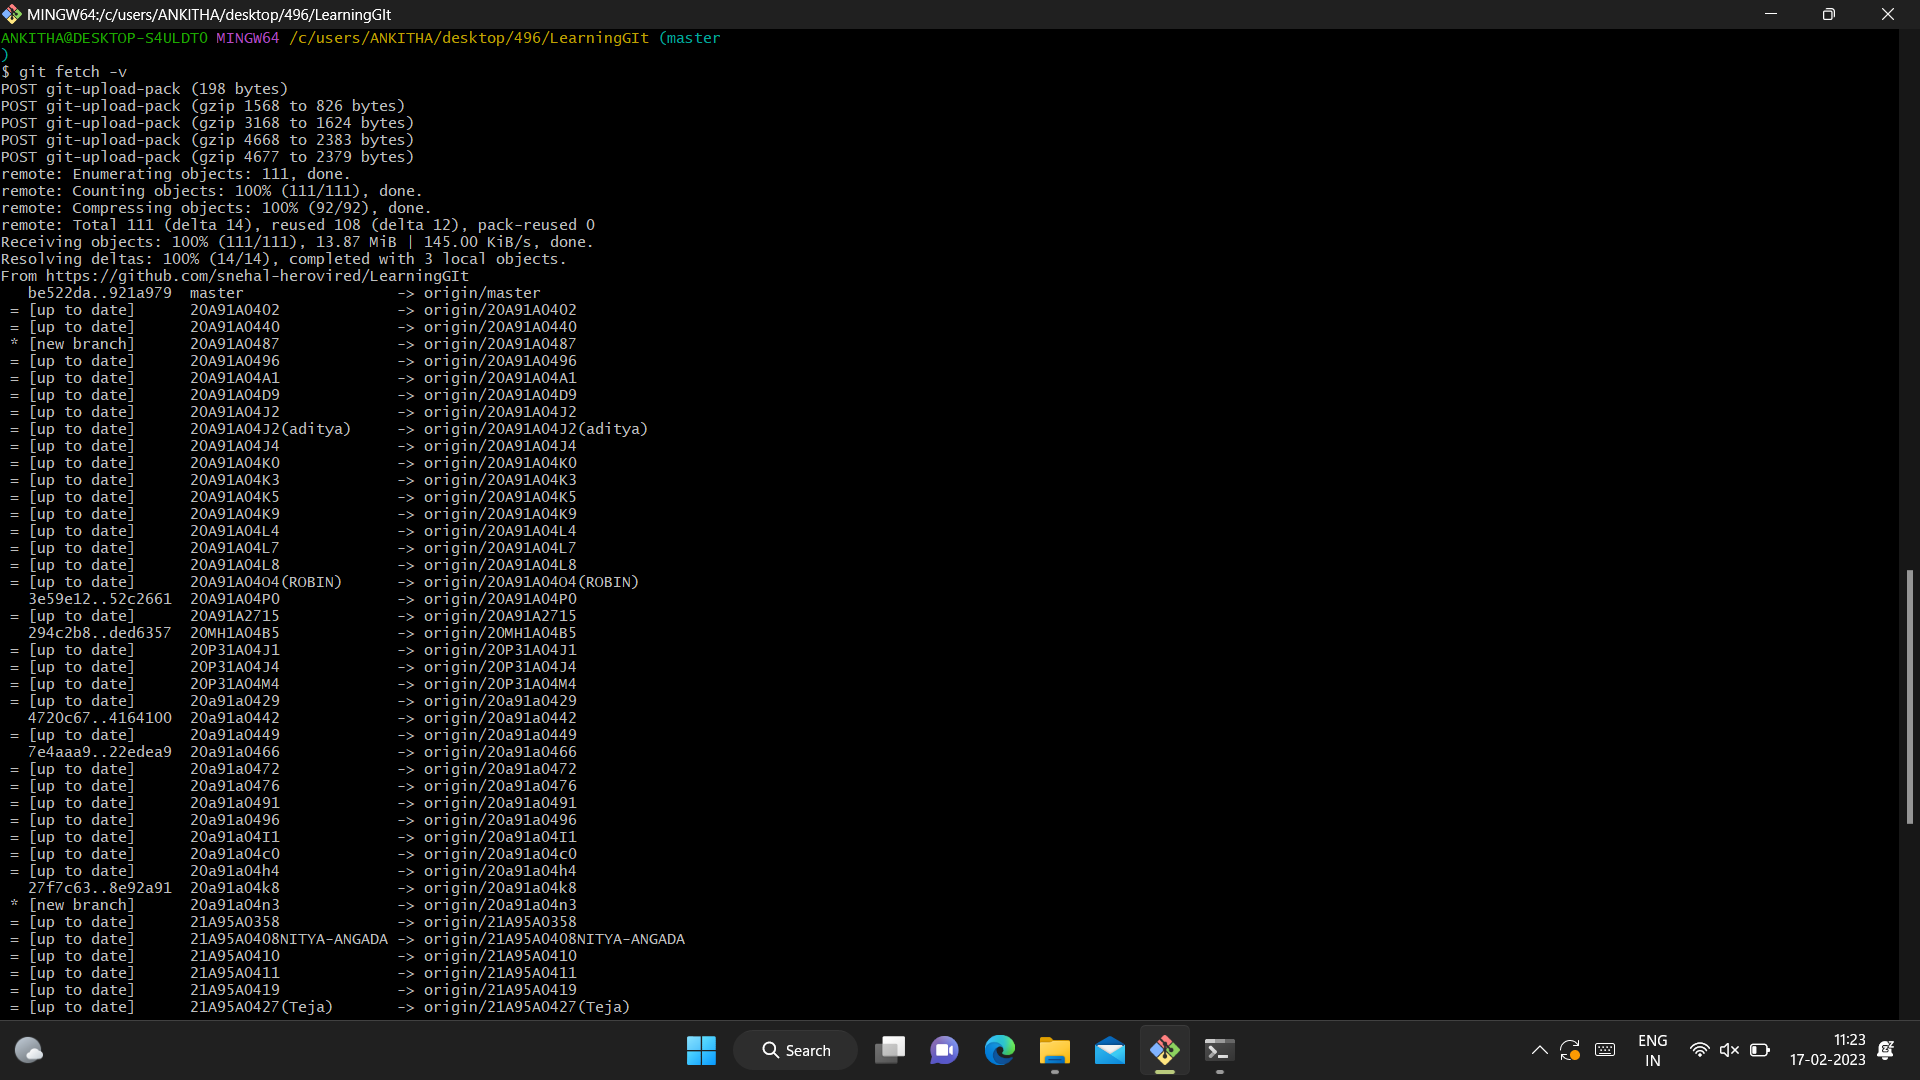 MINGW64:/c/users/ANKITHA/desktop/496/LearningGIt
ANKITHA@DESKTOP-S4ULDTO MINGW64 /c/users/ANKITHA/desktop/496/LearningGIt (master
)
$ git fetch -v
POST git-upload-pack (198 bytes)
POST git-upload-pack (gzip 1568 to 826 bytes)
POST git-upload-pack (gzip 3168 to 1624 bytes)
POST git-upload-pack (gzip 4668 to 2383 bytes)
POST git-upload-pack (gzip 4677 to 2379 bytes)
remote: Enumerating objects: 111, done.
remote: Counting objects: 100% (111/111), done.
remote: Compressing objects: 100% (92/92), done.
remote: Total 111 (delta 14), reused 108 (delta 12), pack-reused 0
Receiving objects: 100% (111/111), 13.87 MiB | 145.00 KiB/s, done.
Resolving deltas: 100% (14/14), completed with 3 local objects.
From https://github.com/snehal-herovired/LearningGIt
   be522da..921a979  master                 -> origin/master
 = [up to date]      20A91A0402             -> origin/20A91A0402
 = [up to date]      20A91A0440             -> origin/20A91A0440
 * [new branch]      20A91A0487             -> origin/20A91A0487
 = [up to date]      20A91A0496             -> origin/20A91A0496
 = [up to date]      20A91A04A1             -> origin/20A91A04A1
 = [up to date]      20A91A04D9             -> origin/20A91A04D9
 = [up to date]      20A91A04J2             -> origin/20A91A04J2
 = [up to date]      20A91A04J2(aditya)     -> origin/20A91A04J2(aditya)
 = [up to date]      20A91A04J4             -> origin/20A91A04J4
 = [up to date]      20A91A04K0             -> origin/20A91A04K0
 = [up to date]      20A91A04K3             -> origin/20A91A04K3
 = [up to date]      20A91A04K5             -> origin/20A91A04K5
 = [up to date]      20A91A04K9             -> origin/20A91A04K9
 = [up to date]      20A91A04L4             -> origin/20A91A04L4
 = [up to date]      20A91A04L7             -> origin/20A91A04L7
 = [up to date]      20A91A04L8             -> origin/20A91A04L8
 = [up to date]      20A91A04O4(ROBIN)      -> origin/20A91A04O4(ROBIN)
   3e59e12..52c2661  20A91A04P0             -> origin/20A91A04P0
 = [up to date]      20A91A2715             -> origin/20A91A2715
   294c2b8..ded6357  20MH1A04B5             -> origin/20MH1A04B5
 = [up to date]      20P31A04J1             -> origin/20P31A04J1
 = [up to date]      20P31A04J4             -> origin/20P31A04J4
 = [up to date]      20P31A04M4             -> origin/20P31A04M4
 = [up to date]      20a91a0429             -> origin/20a91a0429
   4720c67..4164100  20a91a0442             -> origin/20a91a0442
 = [up to date]      20a91a0449             -> origin/20a91a0449
   7e4aaa9..22edea9  20a91a0466             -> origin/20a91a0466
 = [up to date]      20a91a0472             -> origin/20a91a0472
 = [up to date]      20a91a0476             -> origin/20a91a0476
 = [up to date]      20a91a0491             -> origin/20a91a0491
 = [up to date]      20a91a0496             -> origin/20a91a0496
 = [up to date]      20a91a04I1             -> origin/20a91a04I1
 = [up to date]      20a91a04c0             -> origin/20a91a04c0
 = [up to date]      20a91a04h4             -> origin/20a91a04h4
   27f7c63..8e92a91  20a91a04k8             -> origin/20a91a04k8
 * [new branch]      20a91a04n3             -> origin/20a91a04n3
 = [up to date]      21A95A0358             -> origin/21A95A0358
 = [up to date]      21A95A0408NITYA-ANGADA -> origin/21A95A0408NITYA-ANGADA
 = [up to date]      21A95A0410             -> origin/21A95A0410
 = [up to date]      21A95A0411             -> origin/21A95A0411
 = [up to date]      21A95A0419             -> origin/21A95A0419
 = [up to date]      21A95A0427(Teja)       -> origin/21A95A0427(Teja)
Search
ENG
IN
11:23
17-02-2023